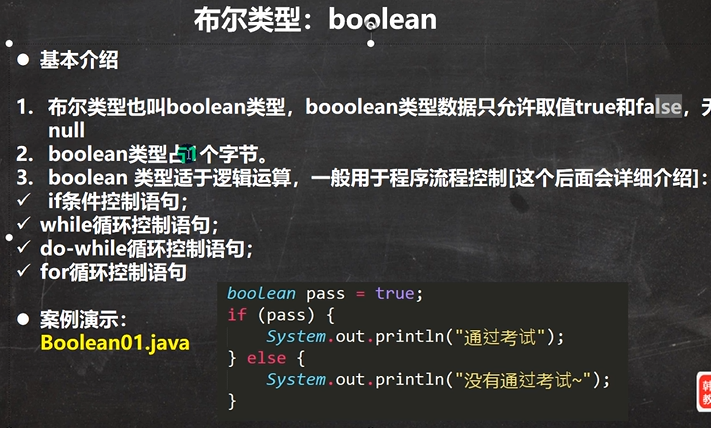 布尔类型：boolean
● 基本介绍
1. 布尔类型也叫boolean类型，booolean类型数据只允许取值true和false，无
null
2. boolean类型占1个字节。
3. boolean 类型适于逻辑运算，一般用于程序流程控制[这个后面会详细介绍]：
✓ if条件控制语句；
✓ while循环控制语句；
✓ do-while循环控制语句；
✓ for循环控制语句
● 案例演示：
Boolean01.java
boolean pass = true;
if (pass) {
System.out.println("通过考试");
} else {
System.out.println("没有通过考试~");
}
韩
教